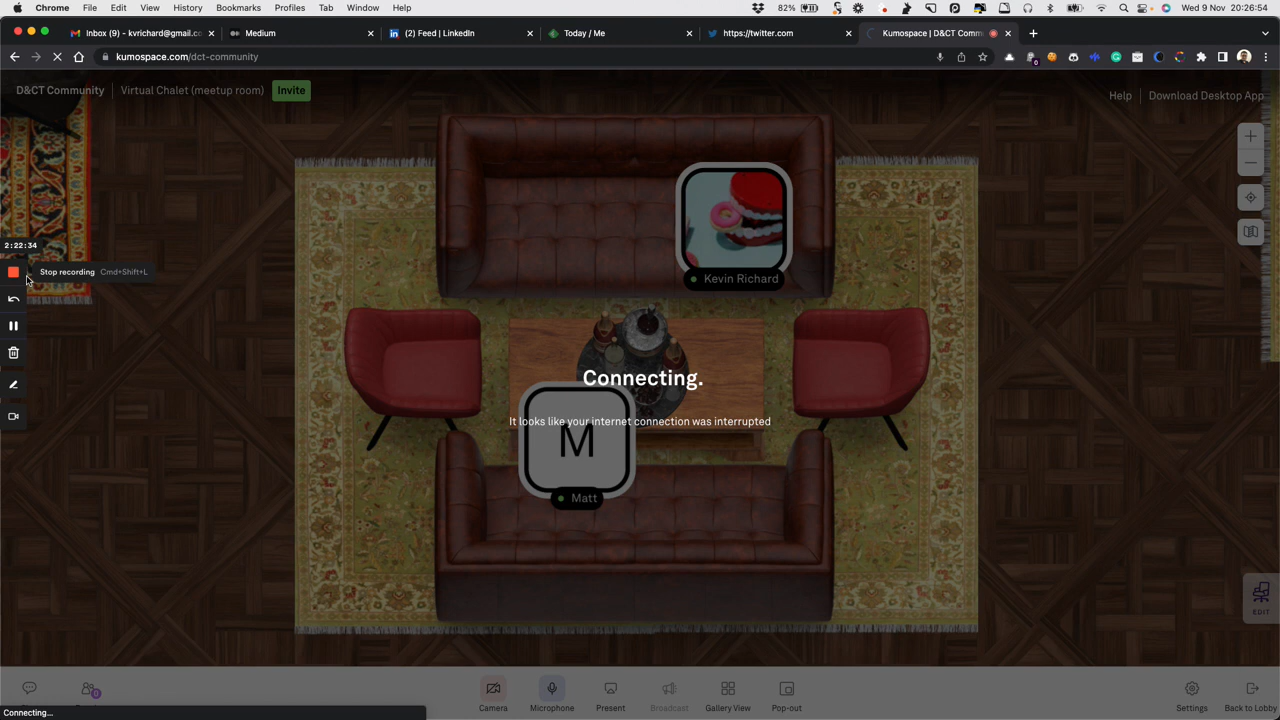 Chrome File Edit View History Bookmarks Profiles Tab Window Help 82% Wed 9 Nov 20:26:54
Inbox (9) - kvrichard@gmail.cc Medium (2) Feed | LinkedIn Today / Me https://twitter.com Kumospace | D&CT Comm
kumospace.com/dct-community
D&CT Community Virtual Chalet (meetup room) Invite Help Download Desktop App
2:22:34
Stop recording Cmd+Shift+L
Kevin Richard
Connecting.
It looks like your internet connection was interrupted
M
Matt
EDIT
0
Camera Microphone Present Broadcast Gallery View Pop-out Settings Back to Lobby
Connecting...